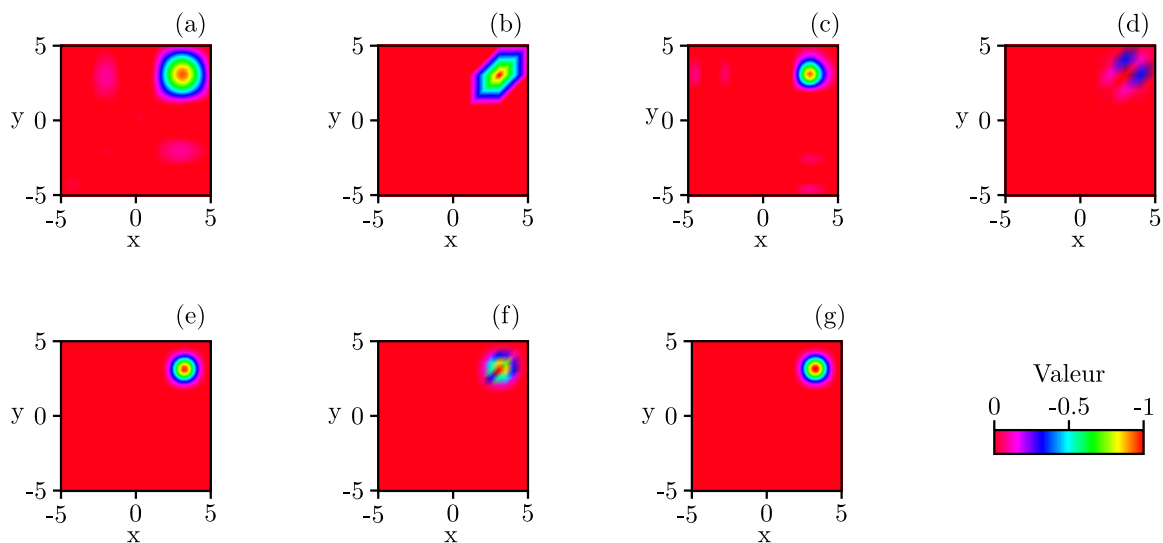 (a) (b) (c) (d)
5 5 5 5
y 0 y 0 y 0 y 0
-5 -5 -5 -5
-5 0 5 -5 0 5 -5 0 5 -5 0 5
x x x x
(e) (f) (g)
5 5 5
Valeur
y 0 y 0 y 0 0 -0.5 -1
-5 -5 -5
-5 0 5 -5 0 5 -5 0 5
x x x